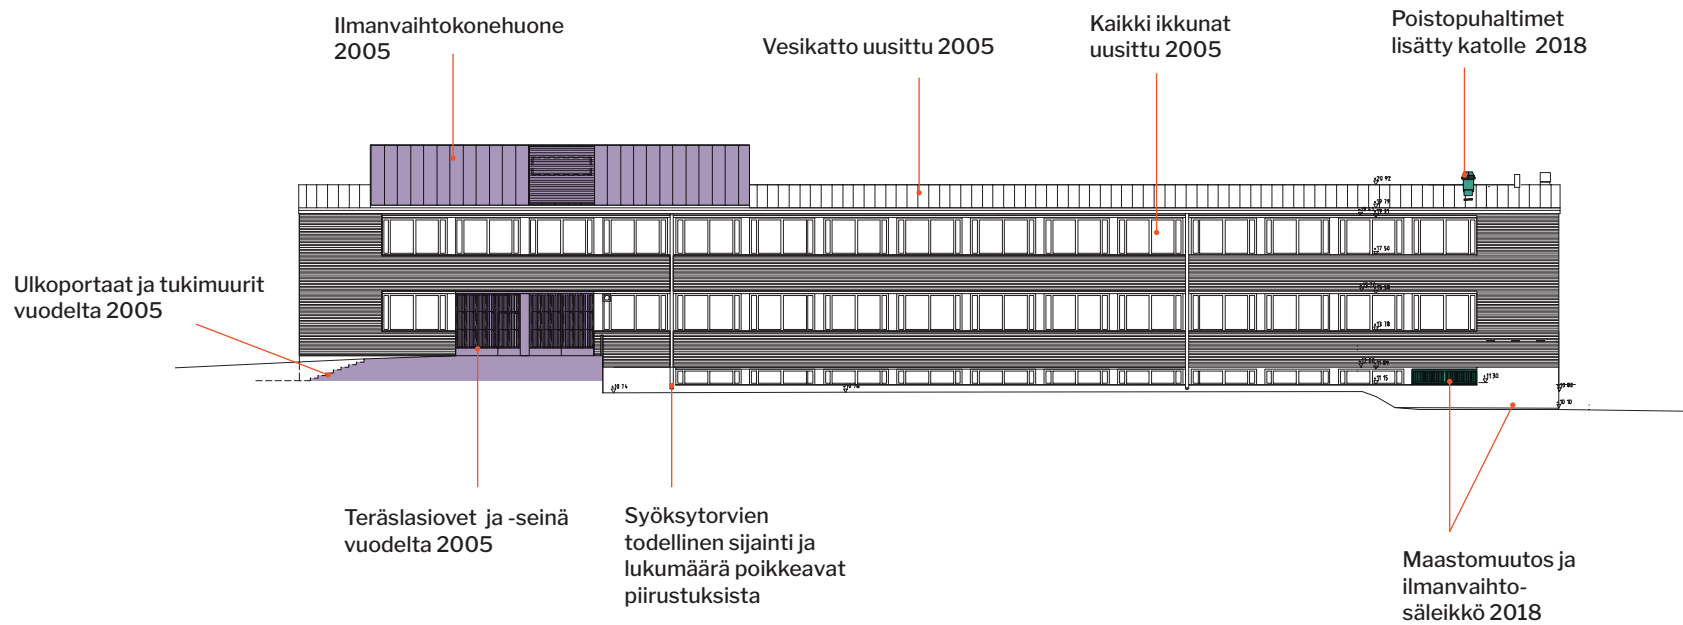 Ilmanvaihtokonehuone
2005
Vesikatto uusittu 2005
Kaikki ikkunat
uusittu 2005
Poistopuhaltimet
lisätty katolle 2018
Ulkoportaat ja tukimuurit
vuodelta 2005
Teräslasiovet ja -seinä
vuodelta 2005
Syöksytorvien
todellinen sijainti ja
lukumäärä poikkeavat
piirustuksista
Maastomuutos ja
ilmanvaihto-
säleikkö 2018